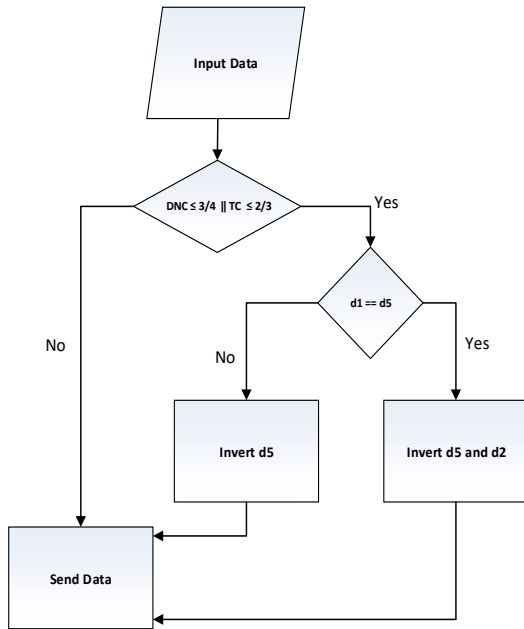 Input Data
DNC ≤ 3/4 || TC ≤ 2/3
Yes
d1 == d5
No
No
Yes
Invert d5
Invert d5 and d2
Send Data